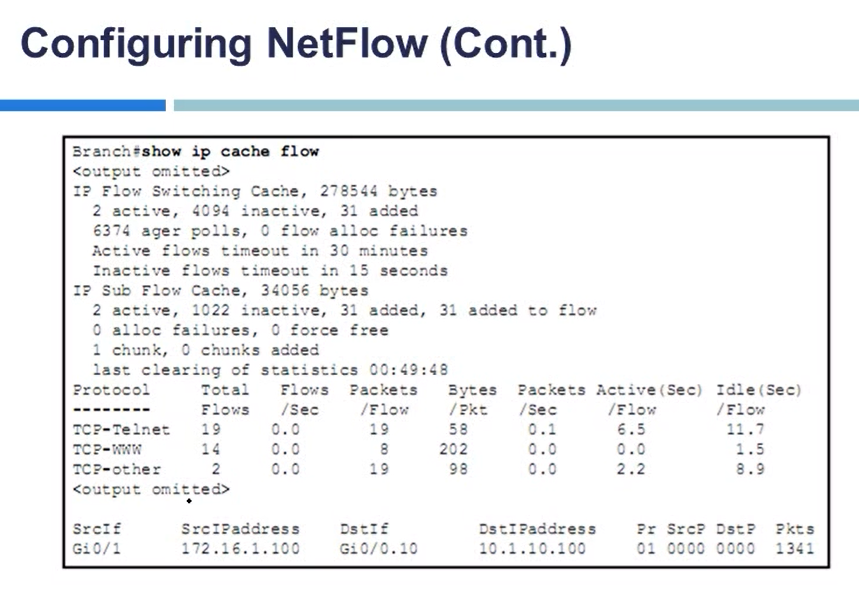 Configuring NetFlow (Cont.)
Branch#show ip cache flow
<output omitted>
IP Flow Switching Cache, 278544 bytes
  2 active, 4094 inactive, 31 added
  6374 ager polls, 0 flow alloc failures
  Active flows timeout in 30 minutes
  Inactive flows timeout in 15 seconds
IP Sub Flow Cache, 34056 bytes
  2 active, 1022 inactive, 31 added, 31 added to flow
  0 alloc failures, 0 force free
  1 chunk, 0 chunks added
  last clearing of statistics 00:49:48
Protocol     Total     Flows   Packets     Bytes   Packets Active(Sec) Idle(Sec)
--------     Flows     /Sec    /Flow       /Pkt    /Sec    /Flow       /Flow
TCP-Telnet   19        0.0     19          58      0.1     6.5         11.7
TCP-WWW      14        0.0     8           202     0.0     0.0         1.5
TCP-other    2         0.0     19          98      0.0     2.2         8.9
<output omitted>
SrcIf      SrcIPaddress    DstIf       DstIPaddress    Pr SrcP DstP Pkts
Gi0/1      172.16.1.100    Gi0/0.10    10.1.10.100     01 0000 0000 1341